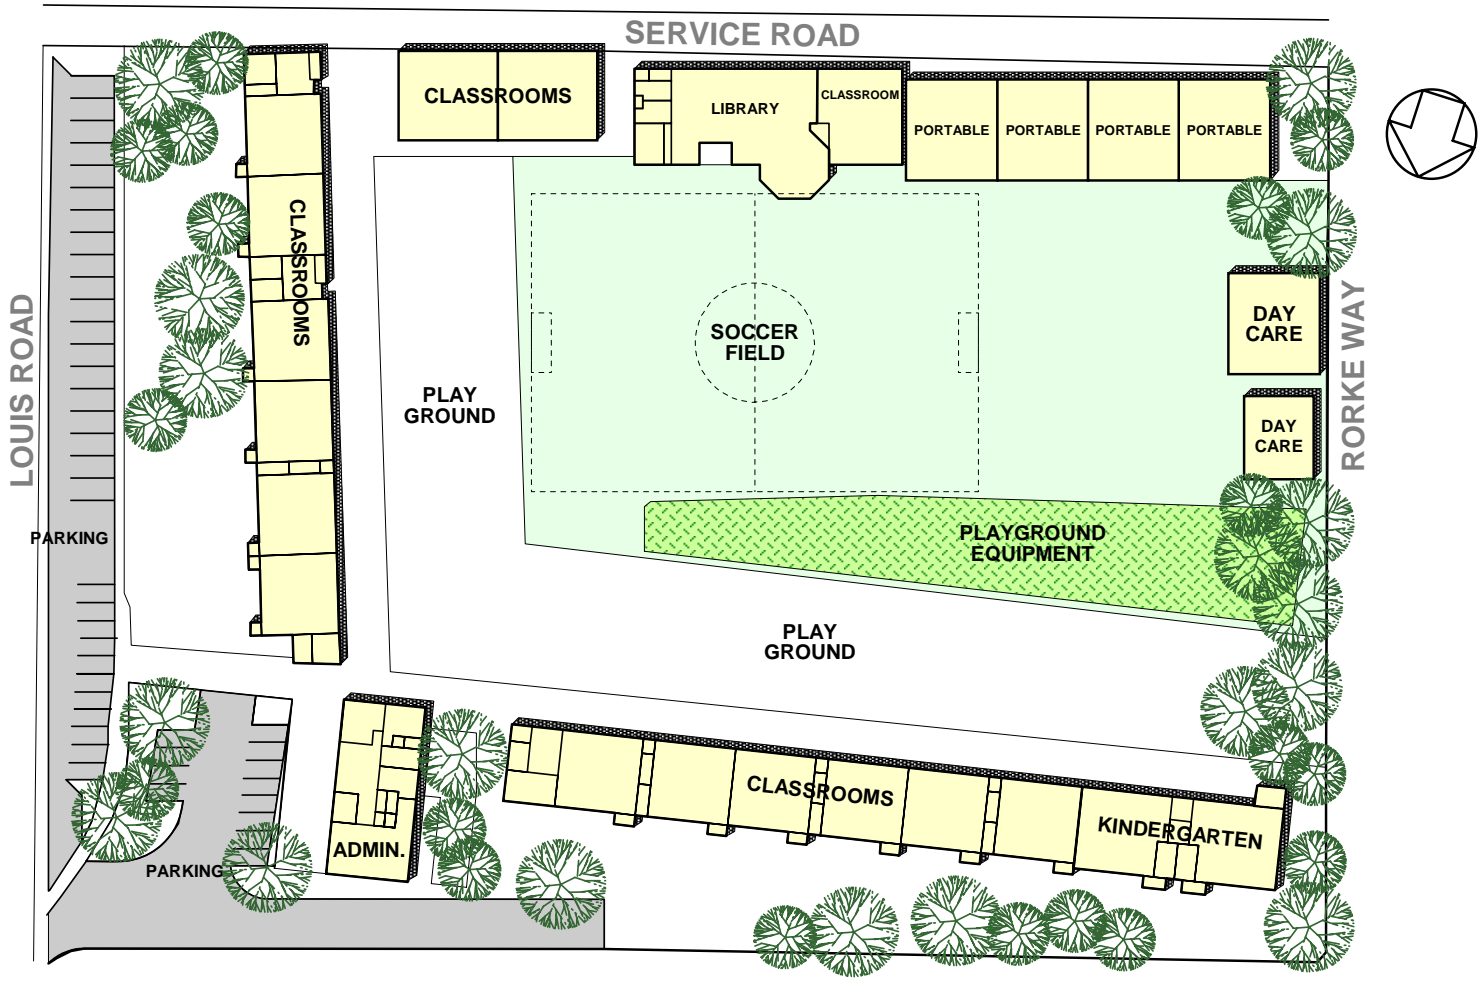 SERVICE ROAD
CLASSROOMS
LIBRARY
CLASSROOM
PORTABLE
PORTABLE
PORTABLE
PORTABLE
CLASSROOMS
LOUIS ROAD
SOCCER
FIELD
DAY
CARE
RORKE WAY
PLAY
GROUND
DAY
CARE
PARKING
PLAYGROUND
EQUIPMENT
PLAY
GROUND
CLASSROOMS
KINDERGARTEN
ADMIN.
PARKING